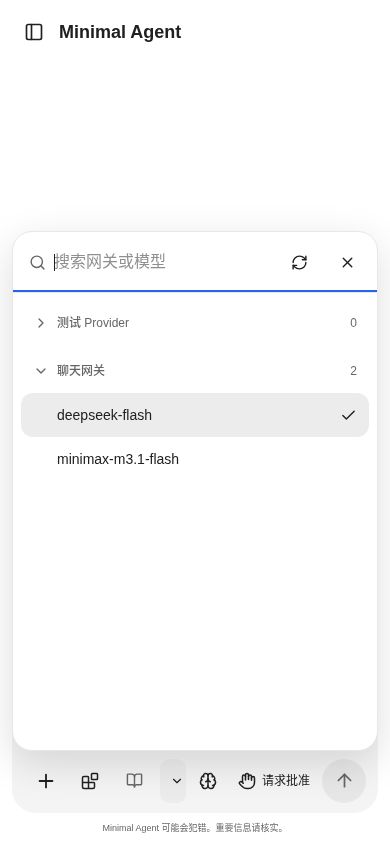 Minimal Agent
搜索网关或模型
测试 Provider 0
聊天网关 2
deepseek-flash
minimax-m3.1-flash
请求批准
Minimal Agent 可能会犯错。重要信息请核实。